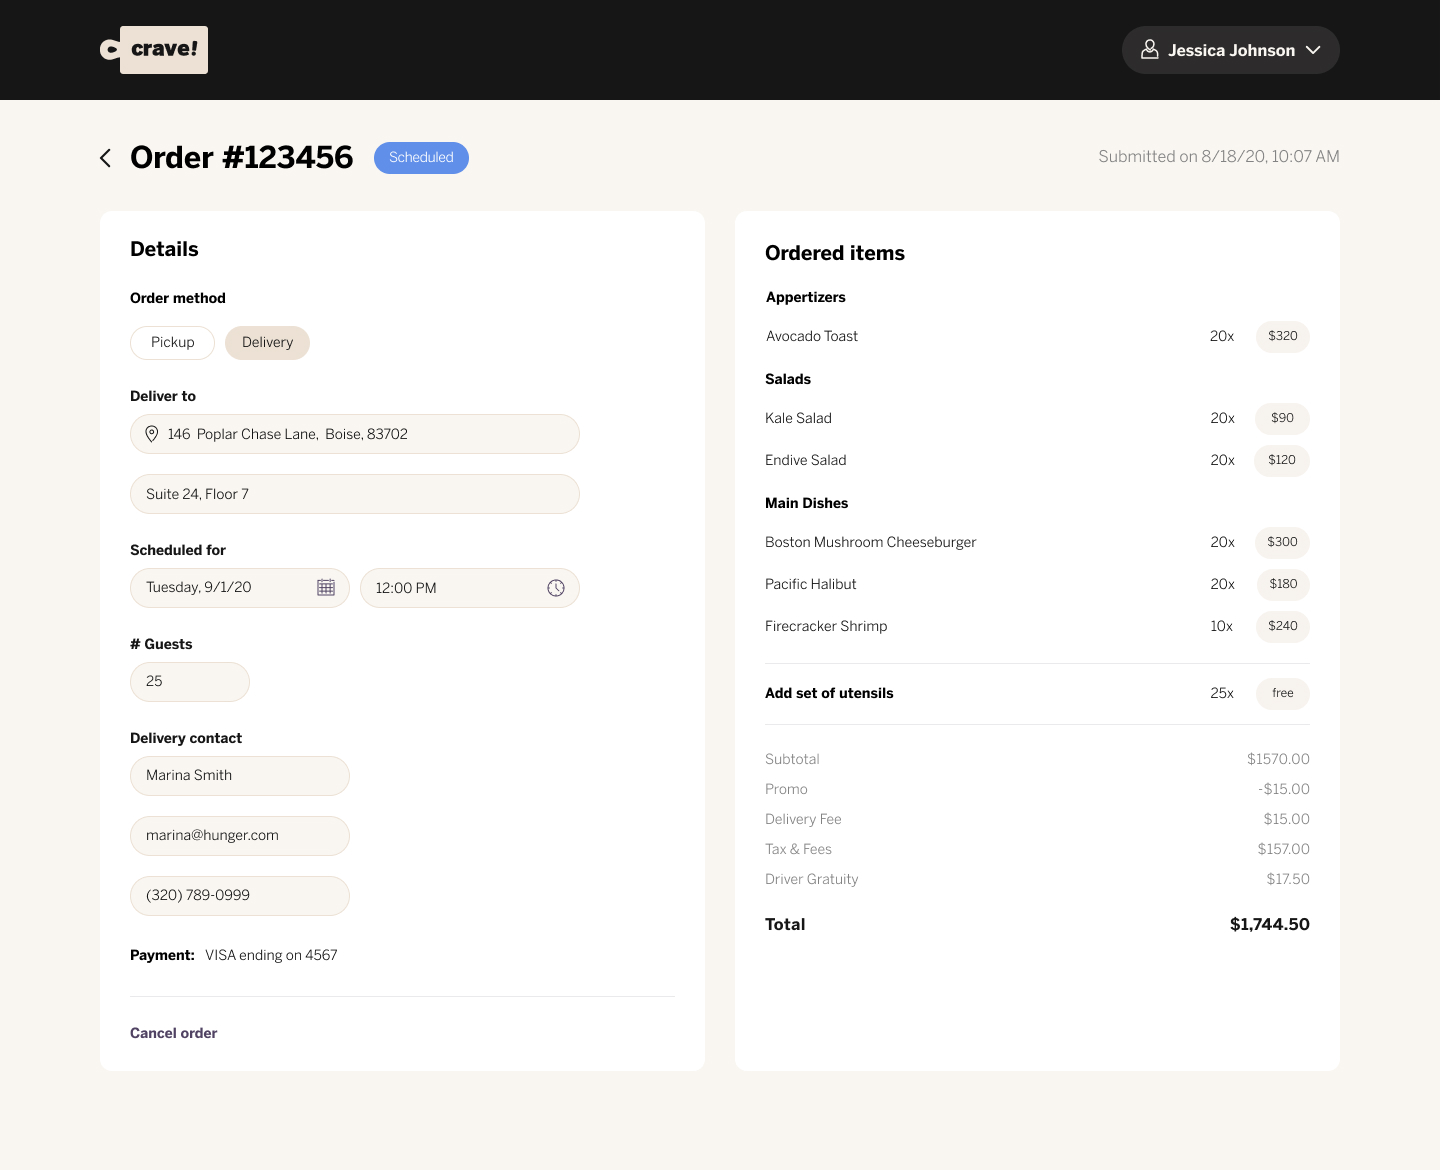 crave!
Jessica Johnson
Order #123456
Scheduled
Submitted on 8/18/20, 10:07 AM
Details
Order method
Pickup
Delivery
Deliver to
146 Poplar Chase Lane, Boise, 83702
Suite 24, Floor 7
Scheduled for
Tuesday, 9/1/20
12:00 PM
# Guests
25
Delivery contact
Marina Smith
marina@hunger.com
(320) 789-0999
Payment: VISA ending on 4567
Cancel order
Ordered items
Appertizers
Avocado Toast 20x $320
Salads
Kale Salad 20x $90
Endive Salad 20x $120
Main Dishes
Boston Mushroom Cheeseburger 20x $300
Pacific Halibut 20x $180
Firecracker Shrimp 10x $240
Add set of utensils 25x free
Subtotal $1570.00
Promo -$15.00
Delivery Fee $15.00
Tax & Fees $157.00
Driver Gratuity $17.50
Total $1,744.50